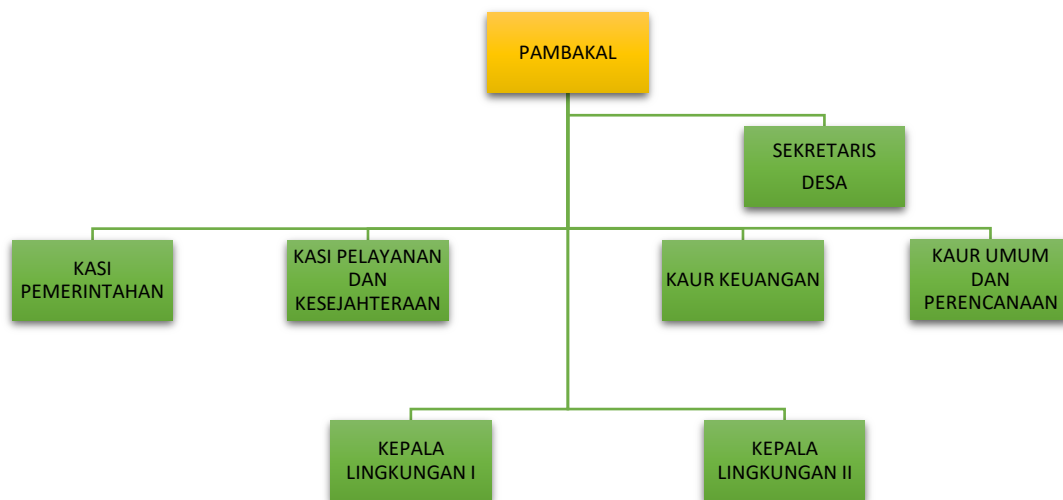 PAMBAKAL
SEKRETARIS
DESA
KASI
PEMERINTAHAN
KASI PELAYANAN
DAN
KESEJAHTERAAN
KAUR KEUANGAN
KAUR UMUM
DAN
PERENCANAAN
KEPALA
LINGKUNGAN I
KEPALA
LINGKUNGAN II